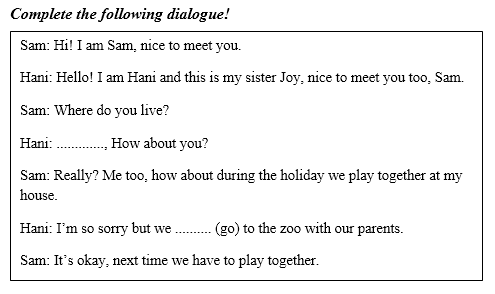 Complete the following dialogue!
Sam: Hi! I am Sam, nice to meet you.
Hani: Hello! I am Hani and this is my sister Joy, nice to meet you too, Sam.
Sam: Where do you live?
Hani: ............., How about you?
Sam: Really? Me too, how about during the holiday we play together at my
house.
Hani: I’m so sorry but we .......... (go) to the zoo with our parents.
Sam: It’s okay, next time we have to play together.